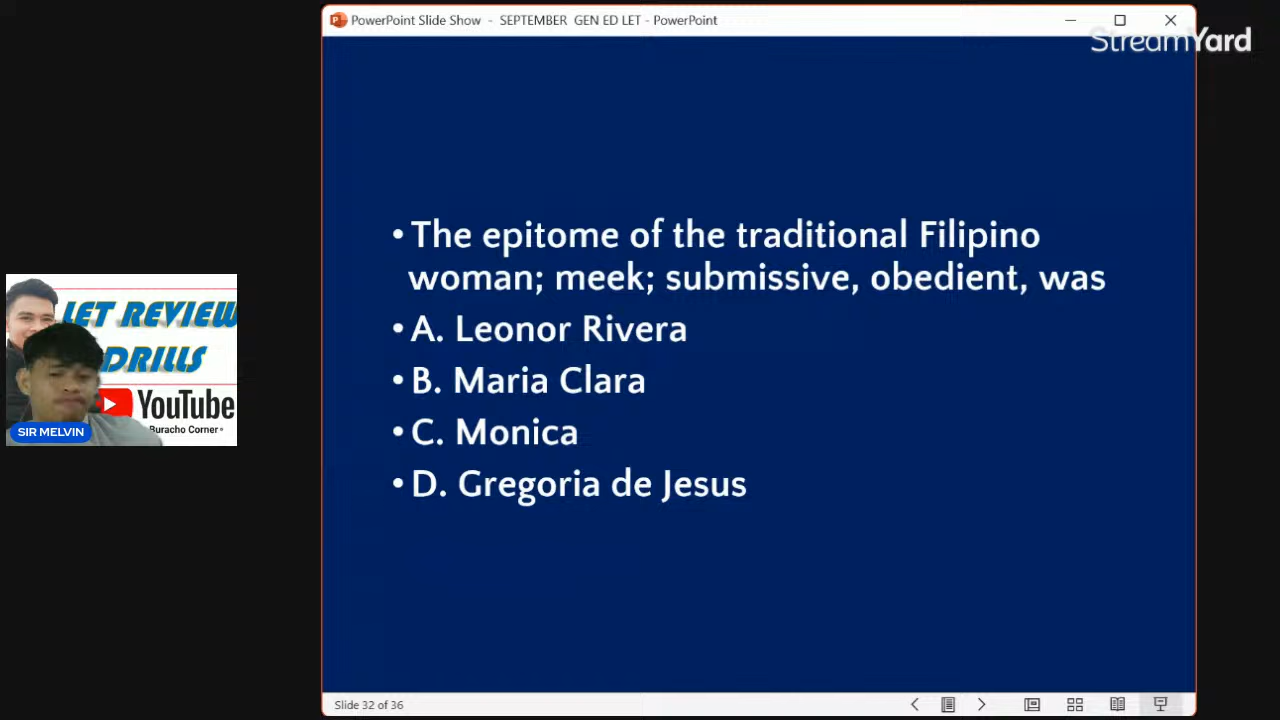 PowerPoint Slide Show - SEPTEMBER GEN ED LET - PowerPoint
StreamYard
• The epitome of the traditional Filipino
woman; meek; submissive, obedient, was
• A. Leonor Rivera
• B. Maria Clara
• C. Monica
• D. Gregoria de Jesus
LET REVIEW
DRILLS
YouTube
Buracho Corner
SIR MELVIN
Slide 32 of 36